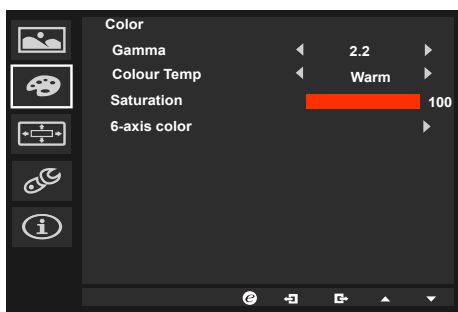 Color
Gamma 2.2
Colour Temp Warm
Saturation 100
6-axis color